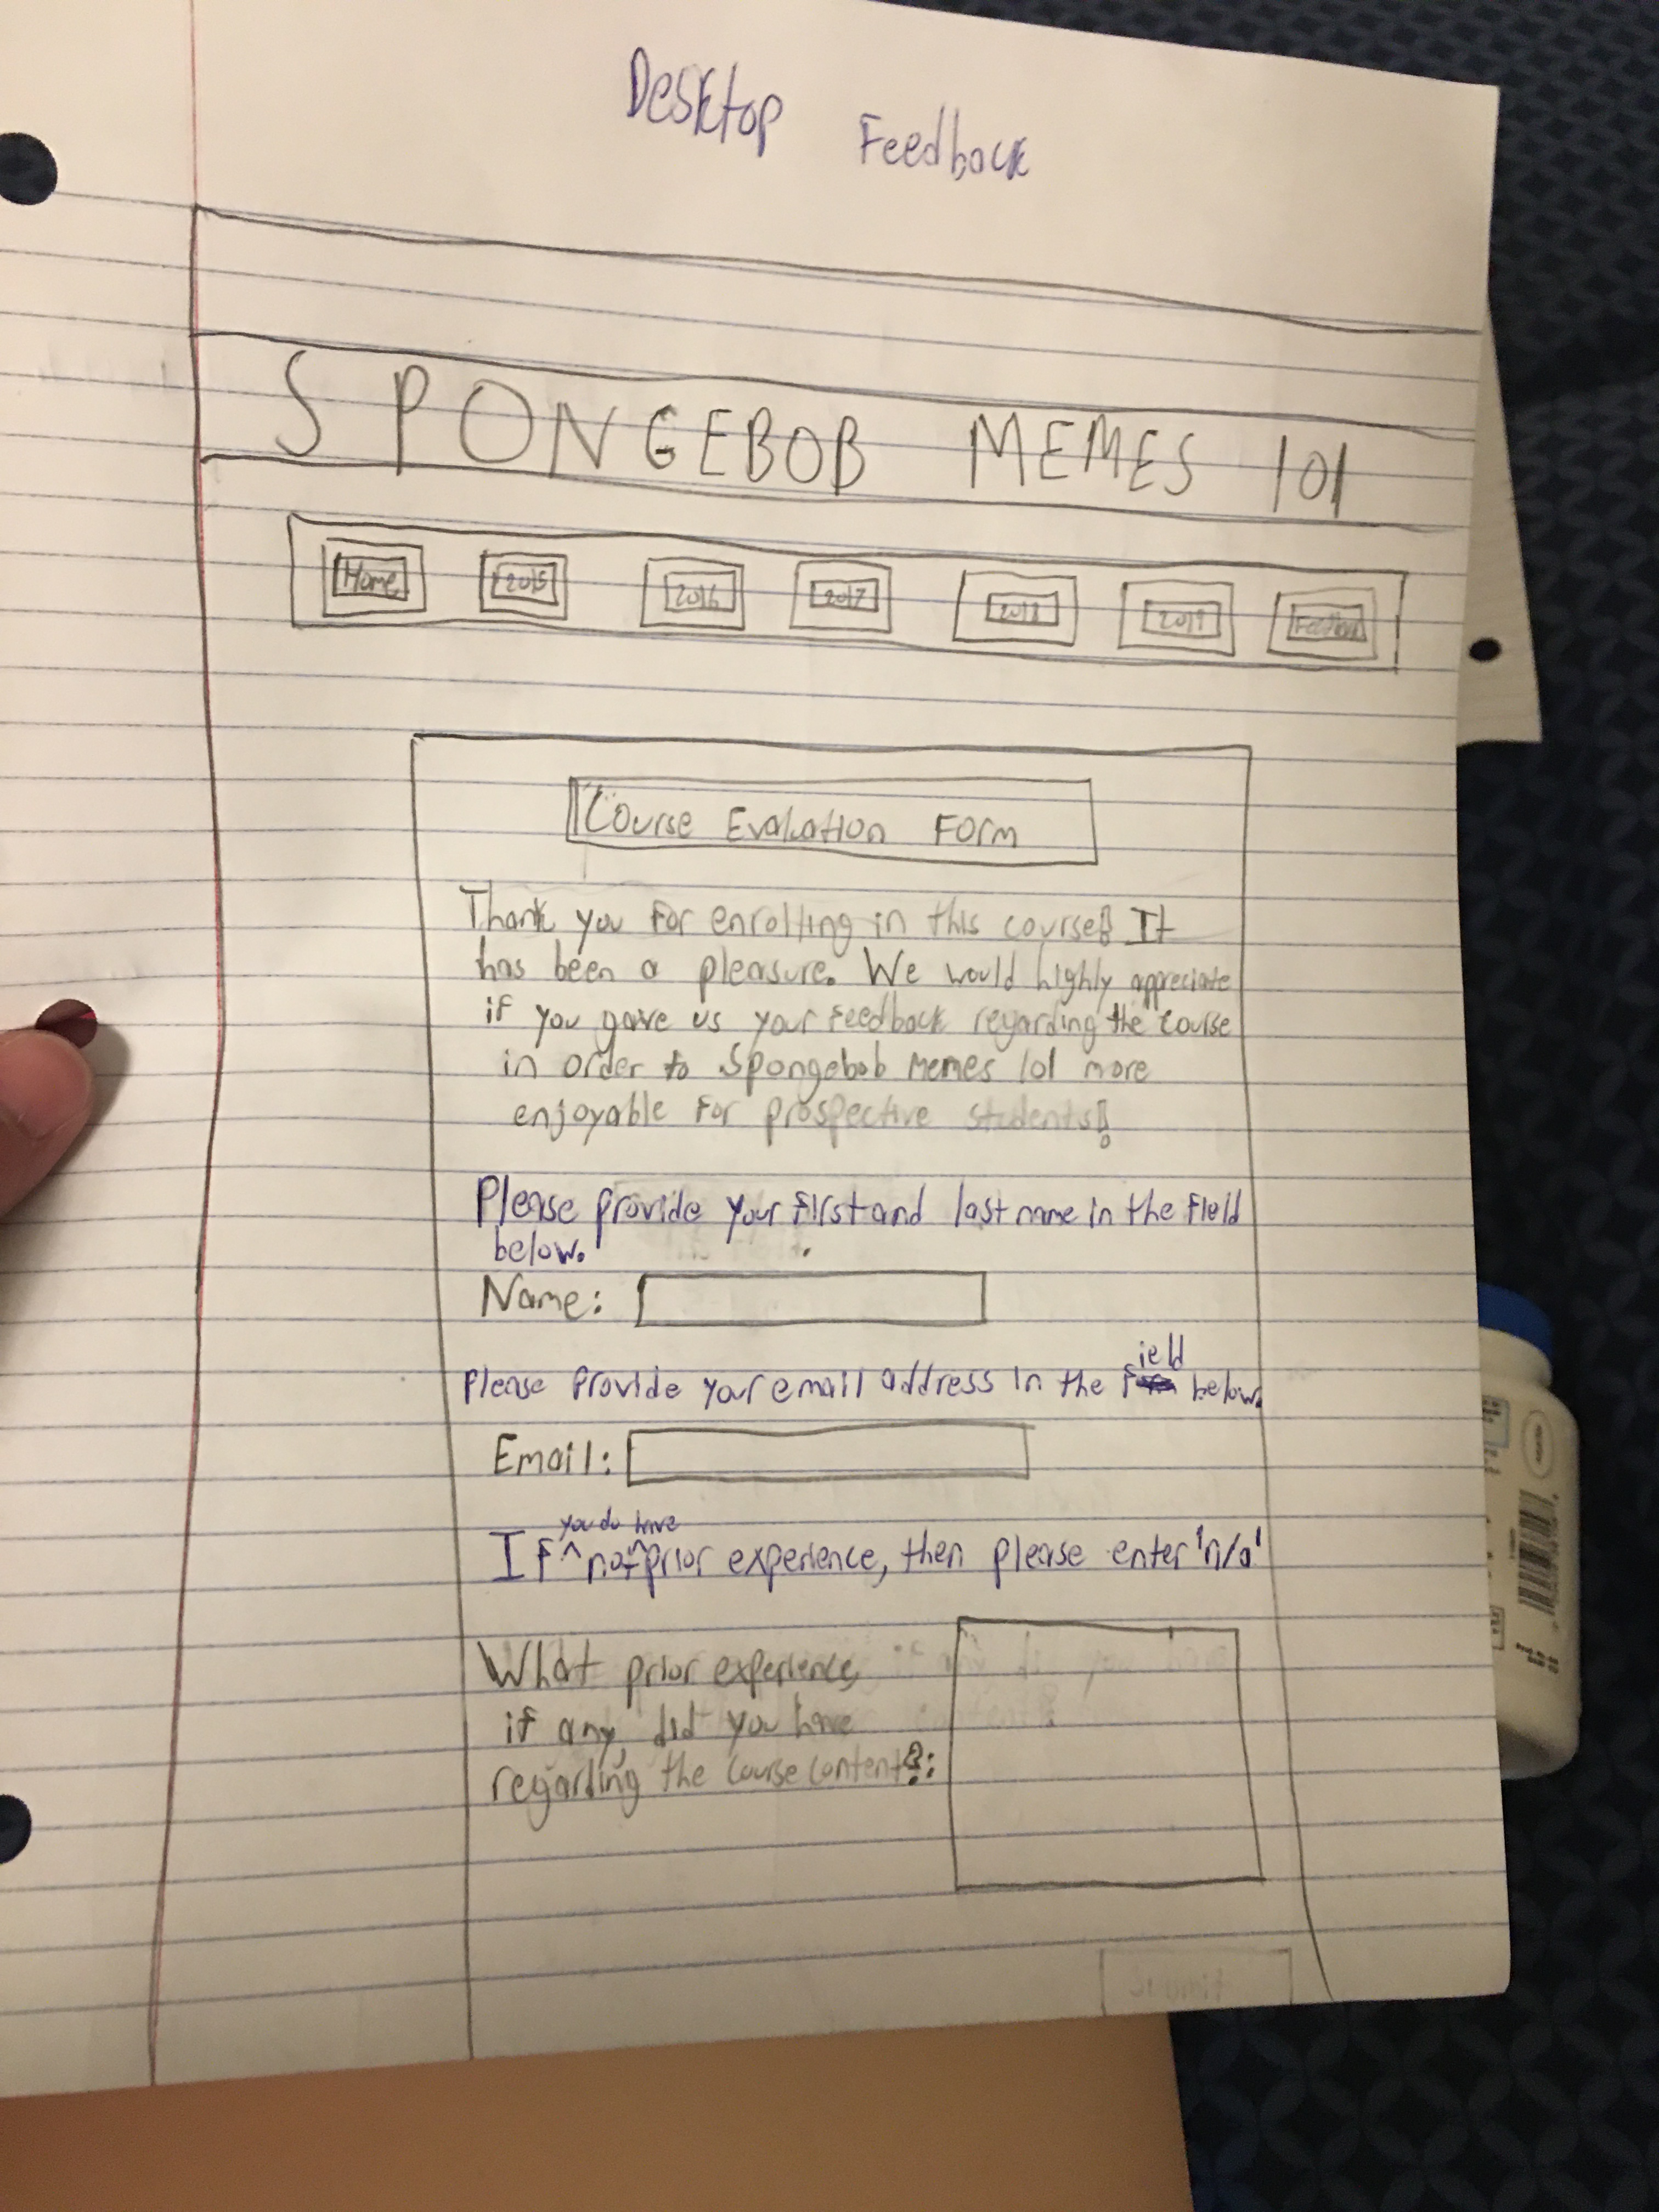 Desktop Feedback
SPONGEBOB MEMES 101
Home 2015 2016 2017 2018 2019 Feedback
Course Evaluation Form
Thank you for enrolling in this course! It
has been a pleasure. We would highly appreciate
if you gave us your feedback regarding the course
in order to Spongebob Memes 101 more
enjoyable for prospective students!
Please provide your first and last name in the field
below.
Name:
Please provide your email address in the field below.
Email:
If you do not have prior experience, then please enter 'n/a'
What prior experience,
if any, did you have
regarding the course content?:
Submit